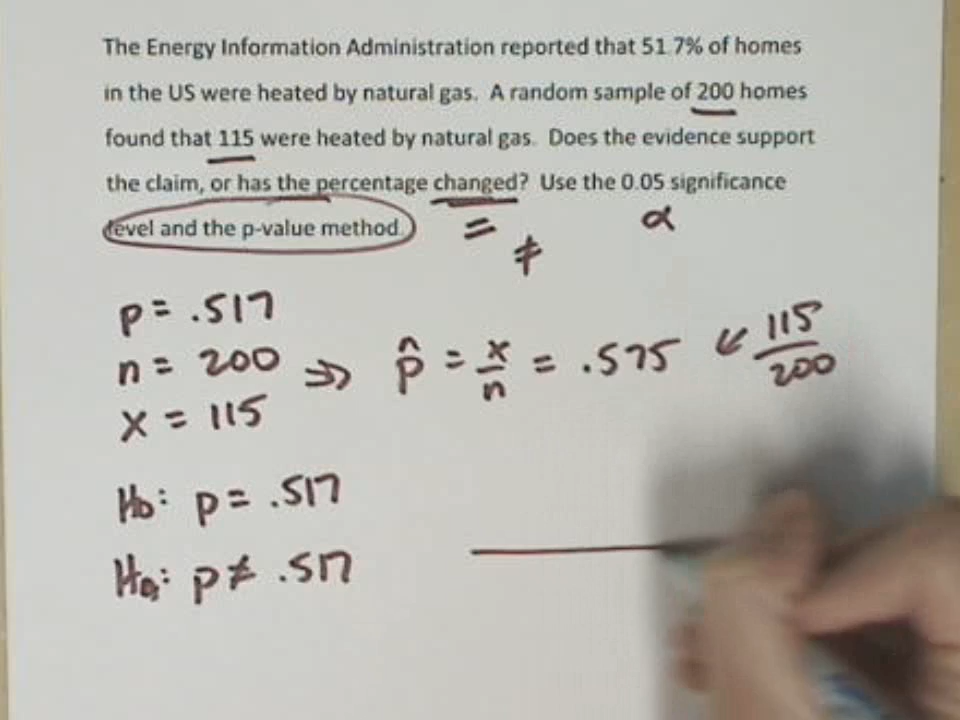 The Energy Information Administration reported that 51.7% of homes
in the US were heated by natural gas. A random sample of 200 homes
found that 115 were heated by natural gas. Does the evidence support
the claim, or has the percentage changed? Use the 0.05 significance
level and the p-value method.
= ≠ α
p = .517
n = 200 ⇒ p̂ = x/n = .575 ↙ 115/200
x = 115
H₀: p = .517
Hₐ: p ≠ .517